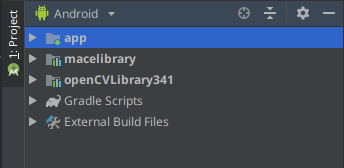 1: Project
Android
app
macelibrary
openCVLibrary341
Gradle Scripts
External Build Files